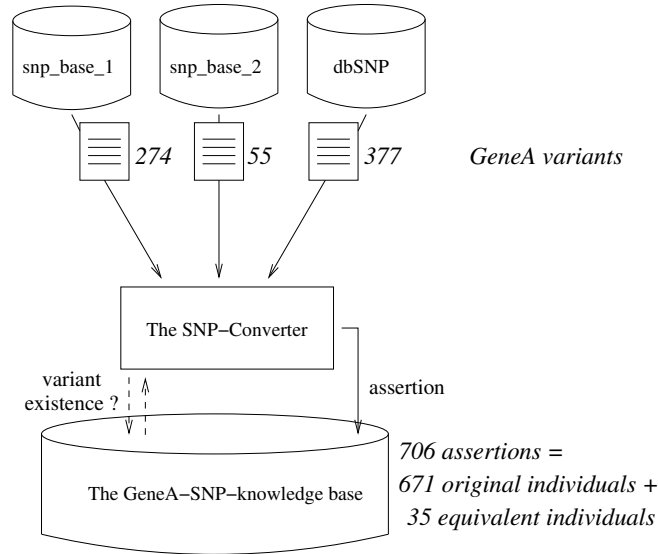 snp_base_1
snp_base_2
dbSNP
274
55
377
GeneA variants
The SNP−Converter
variant
existence ?
assertion
The GeneA−SNP−knowledge base
706 assertions =
671 original individuals +
35 equivalent individuals